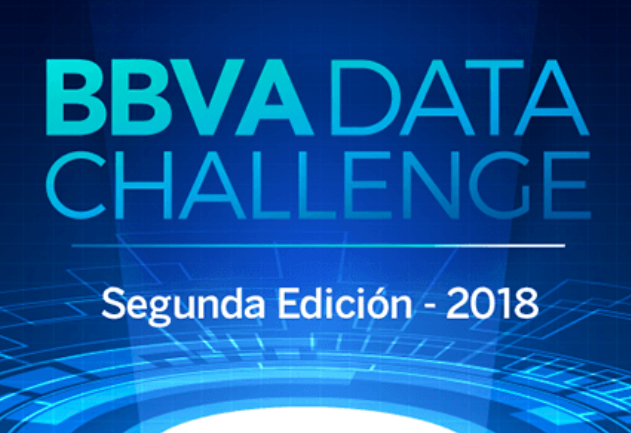 BBVA DATA
CHALLENGE
Segunda Edición - 2018